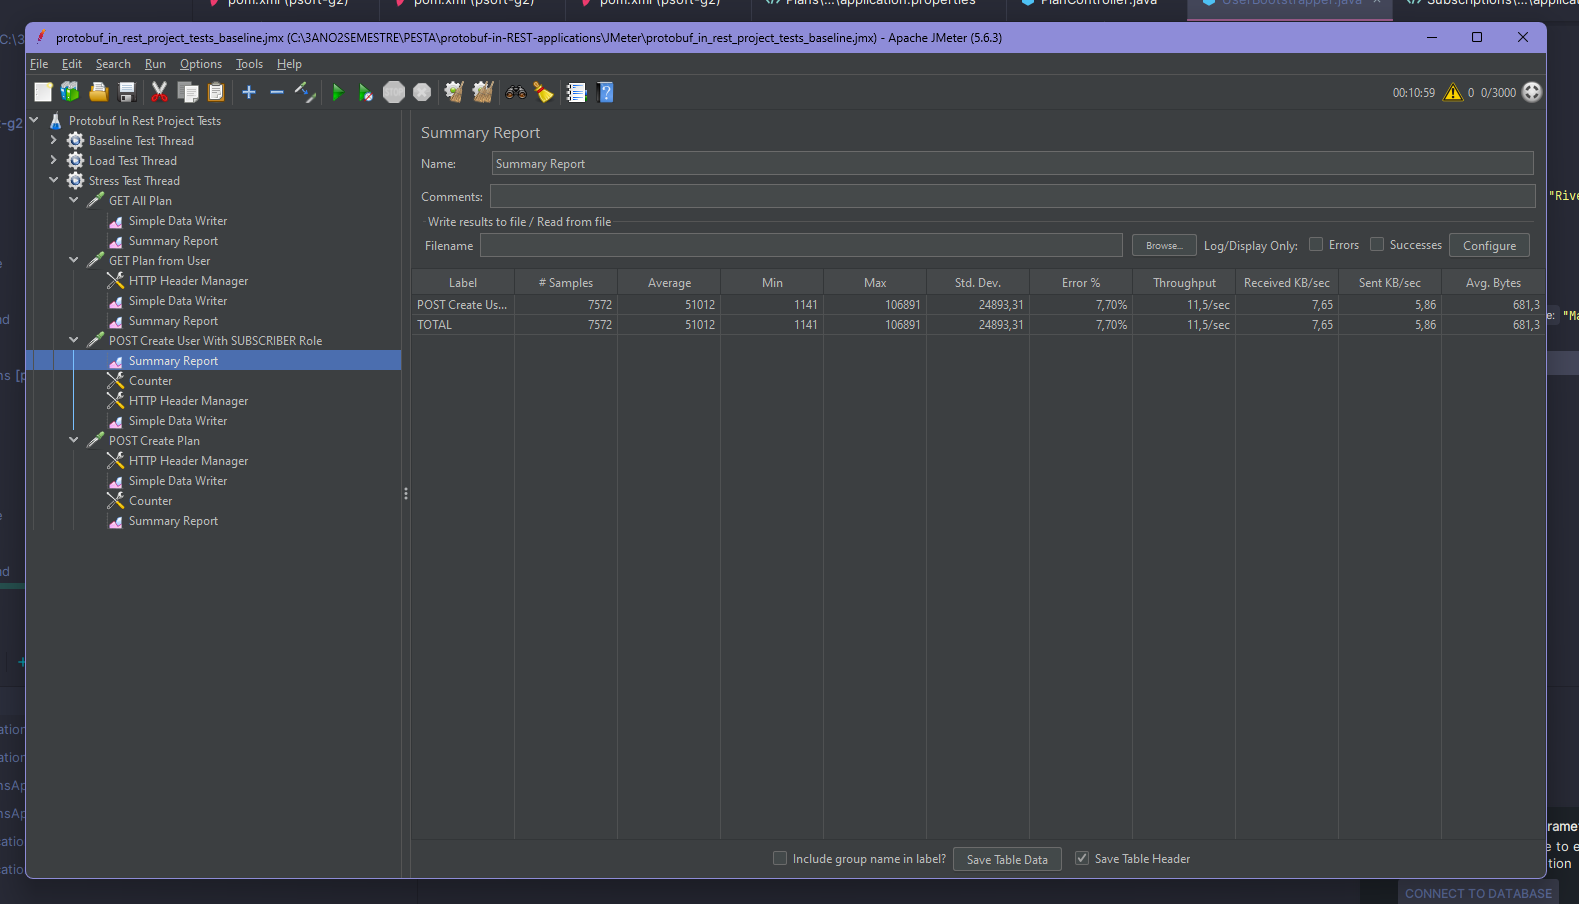 pom.xml (psoft-g2)
pom.xml (psoft-g2)
pom.xml (psoft-g2)
Plans\...\application.properties
PlanController.java
UserBootstrapper.java
protobuf_in_rest_project_tests_baseline.jmx (C:\3ANO2SEMESTRE\PESTA\protobuf-in-REST-applications\JMeter\protobuf_in_rest_project_tests_baseline.jmx) - Apache JMeter (5.6.3)
File Edit Search Run Options Tools Help
00:10:59 0 0/3000
Protobuf In Rest Project Tests
Baseline Test Thread
Load Test Thread
Stress Test Thread
GET All Plan
Simple Data Writer
Summary Report
GET Plan from User
HTTP Header Manager
Simple Data Writer
Summary Report
POST Create User With SUBSCRIBER Role
Summary Report
Counter
HTTP Header Manager
Simple Data Writer
POST Create Plan
HTTP Header Manager
Simple Data Writer
Counter
Summary Report
Summary Report
Name: Summary Report
Comments:
Write results to file / Read from file
Filename Browse... Log/Display Only: Errors Successes Configure
Label # Samples Average Min Max Std. Dev. Error % Throughput Received KB/sec Sent KB/sec Avg. Bytes
POST Create Us... 7572 51012 1141 106891 24893,31 7,70% 11,5/sec 7,65 5,86 681,3
TOTAL 7572 51012 1141 106891 24893,31 7,70% 11,5/sec 7,65 5,86 681,3
Include group name in label? Save Table Data Save Table Header
CONNECT TO DATABASE